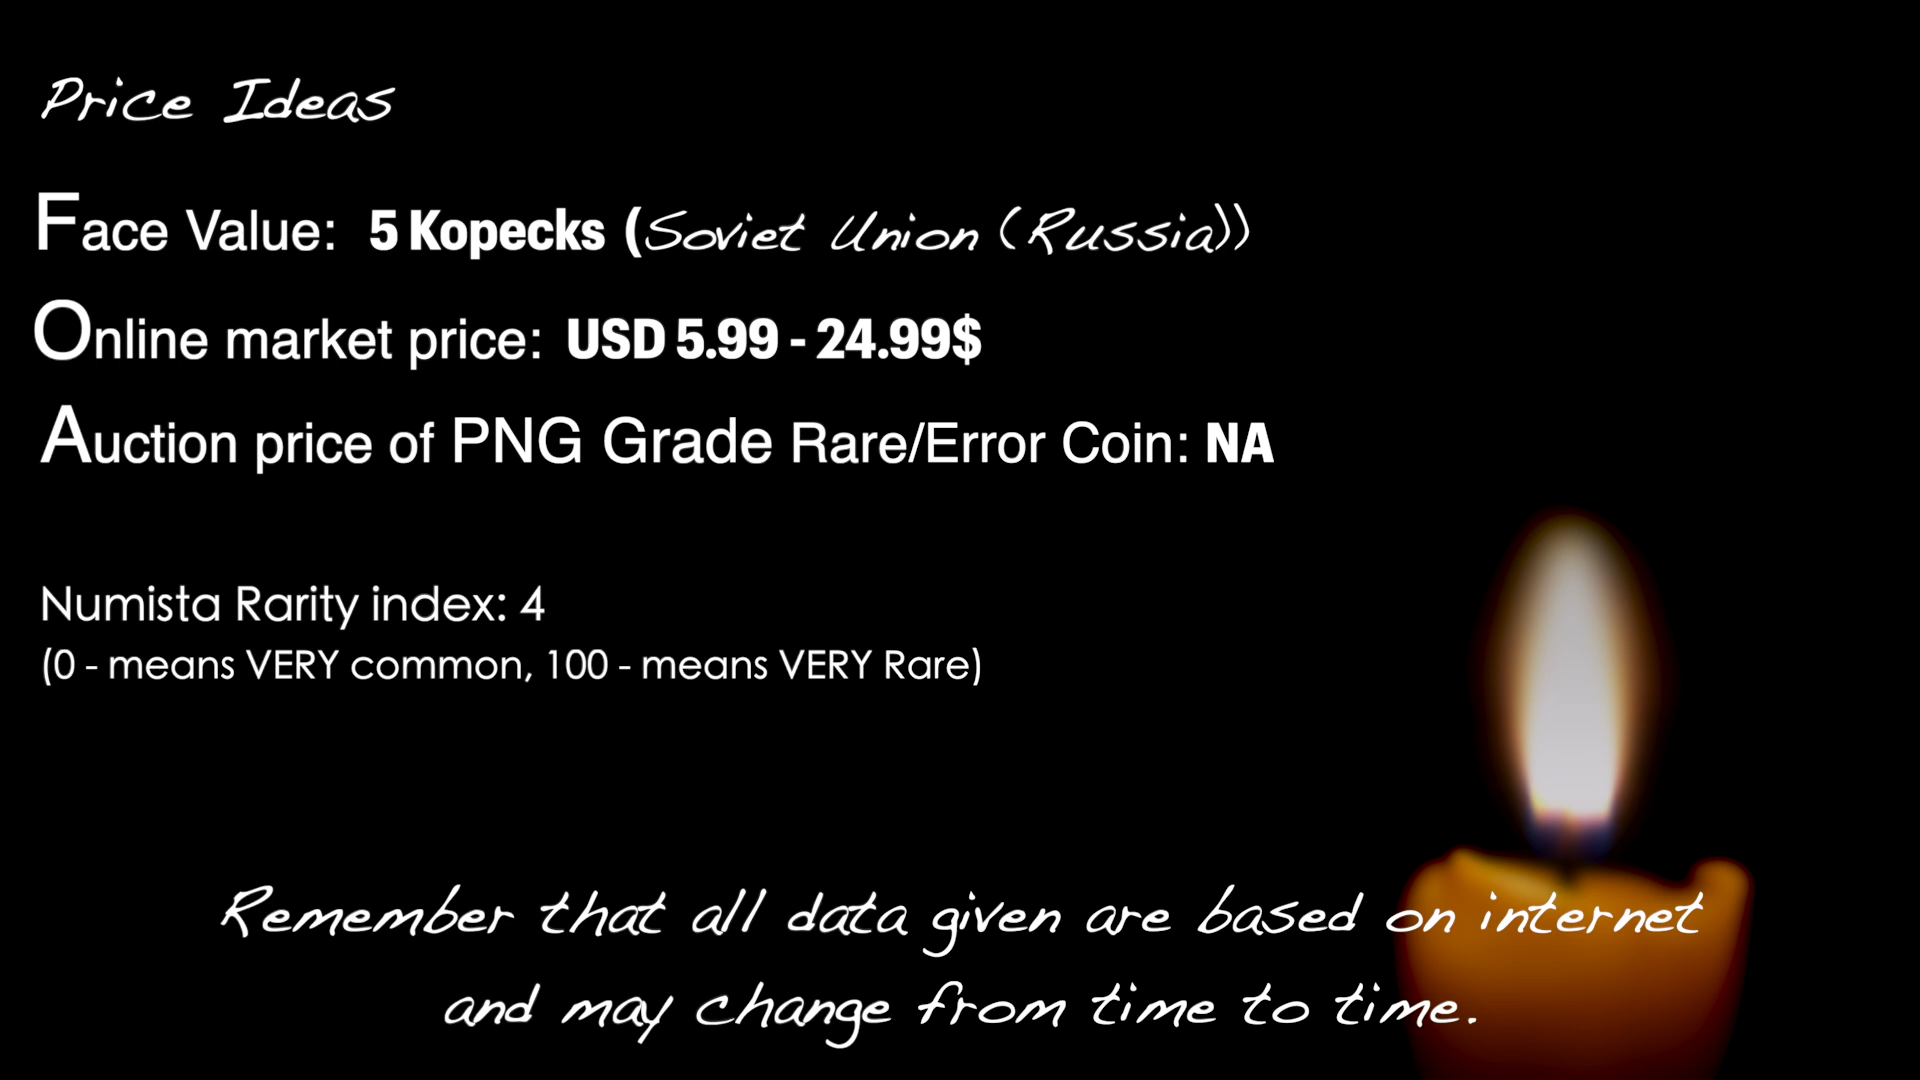 Price Ideas
Face Value: 5 Kopecks (Soviet Union (Russia))
Online market price: USD 5.99 - 24.99$
Auction price of PNG Grade Rare/Error Coin: NA
Numista Rarity index: 4
(0 - means VERY common, 100 - means VERY Rare)
Remember that all data given are based on internet
and may change from time to time.